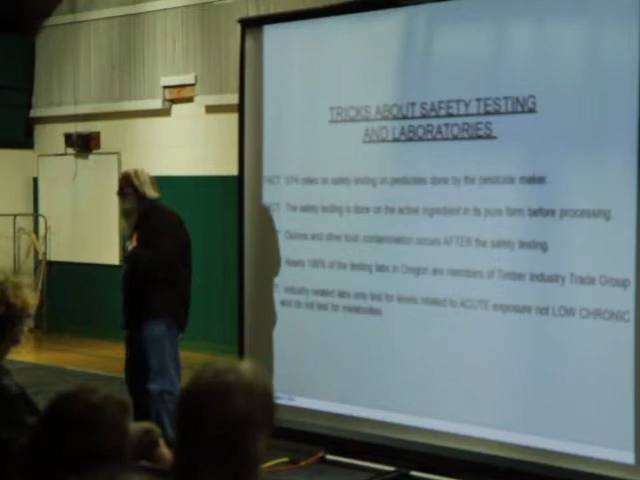 TRICKS ABOUT SAFETY TESTING
AND LABORATORIES
FACT: EPA relies on safety testing on pesticides done by the pesticide maker.
The safety testing is done on the active ingredient in its pure form before processing.
and other toxic contamination occurs AFTER the safety testing.
Nearly 100% of the testing labs in Oregon are members of Timber Industry Trade Group
Industry related labs only test for levels related to ACUTE exposure not LOW CHRONIC
and do not test for metabolites.